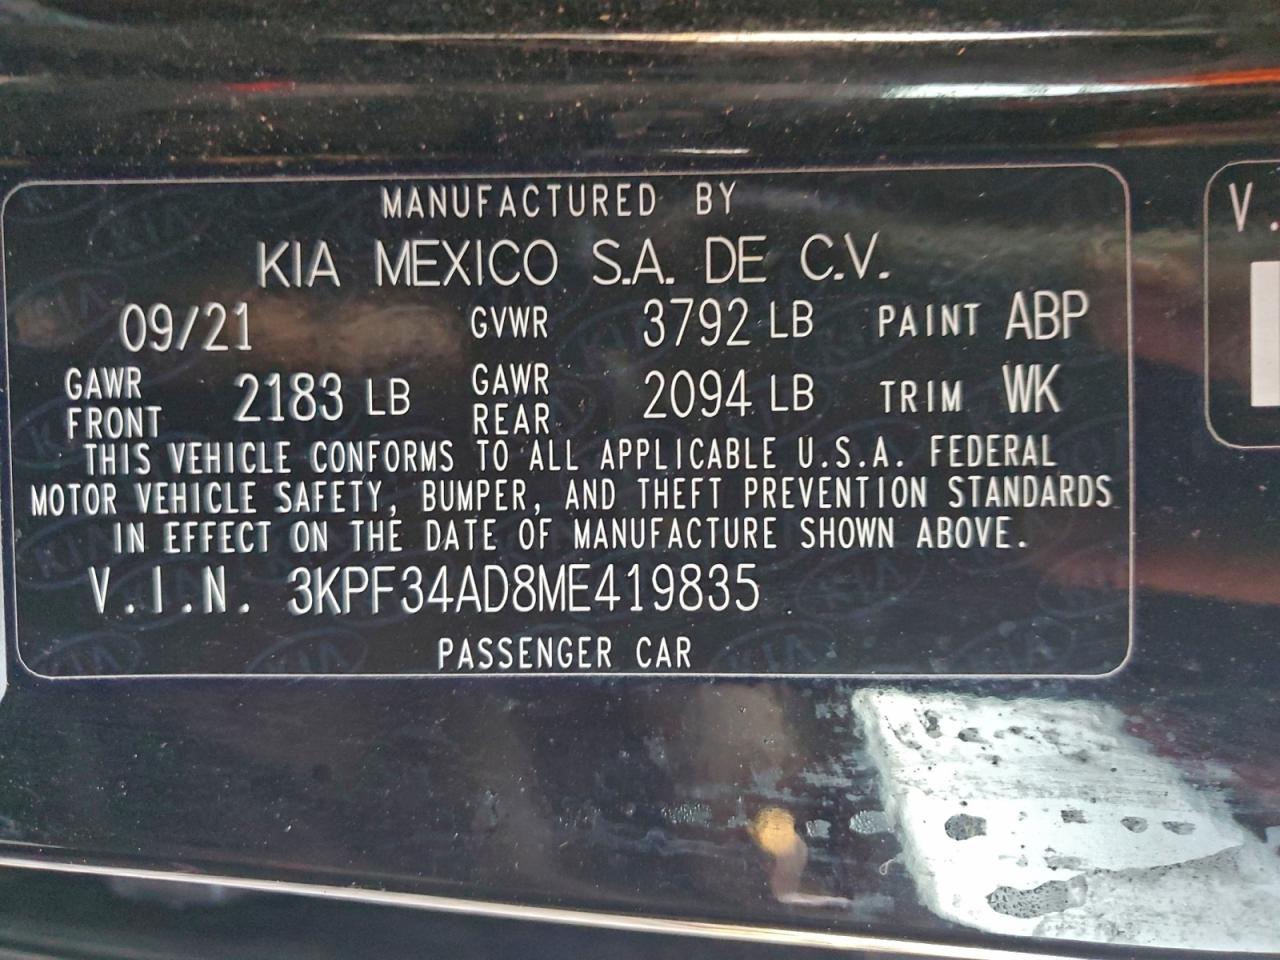 MANUFACTURED BY
KIA MEXICO S.A. DE C.V.
09/21 GVWR 3792 LB PAINT ABP
GAWR FRONT 2183 LB GAWR REAR 2094 LB TRIM WK
THIS VEHICLE CONFORMS TO ALL APPLICABLE U.S.A. FEDERAL
MOTOR VEHICLE SAFETY, BUMPER, AND THEFT PREVENTION STANDARDS
IN EFFECT ON THE DATE OF MANUFACTURE SHOWN ABOVE.
V.I.N. 3KPF34AD8ME419835
PASSENGER CAR
V.